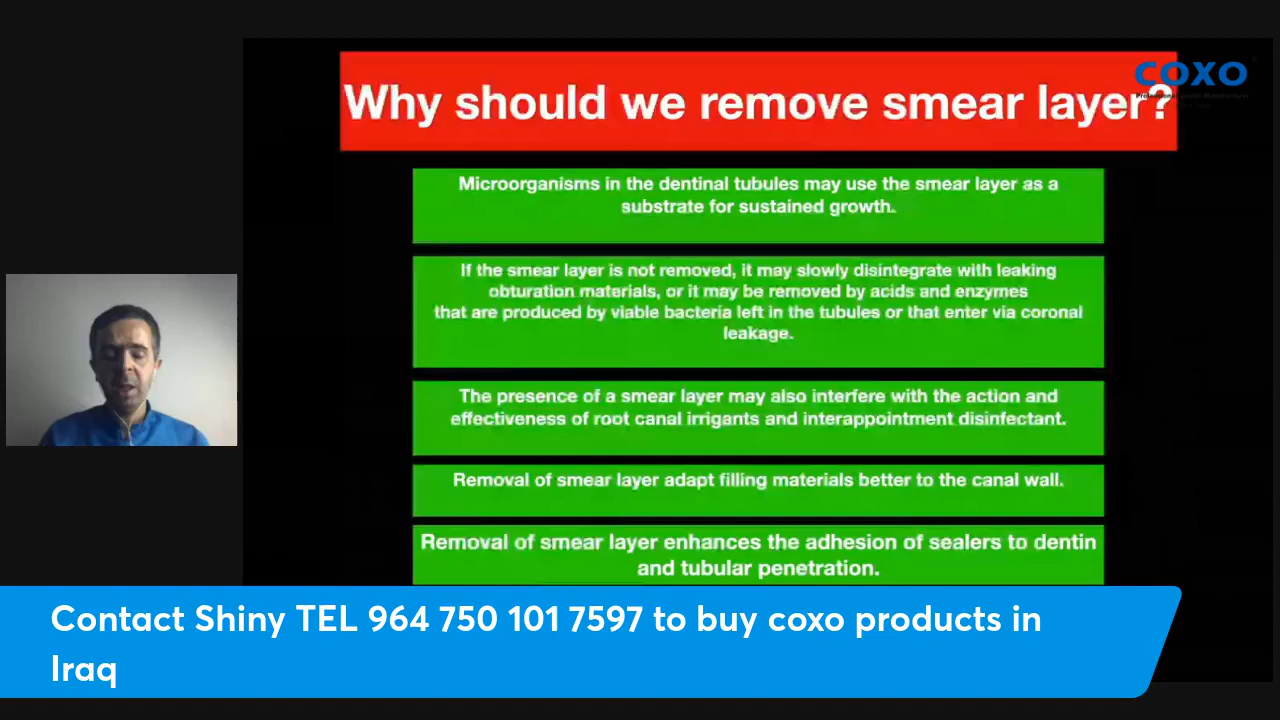 COXO
Why should we remove smear layer?
Microorganisms in the dentinal tubules may use the smear layer as a
substrate for sustained growth.
If the smear layer is not removed, it may slowly disintegrate with leaking
obturation materials, or it may be removed by acids and enzymes
that are produced by viable bacteria left in the tubules or that enter via coronal
leakage.
The presence of a smear layer may also interfere with the action and
effectiveness of root canal irrigants and interappointment disinfectant.
Removal of smear layer adapt filling materials better to the canal wall.
Removal of smear layer enhances the adhesion of sealers to dentin
and tubular penetration.
Contact Shiny TEL 964 750 101 7597 to buy coxo products in
Iraq